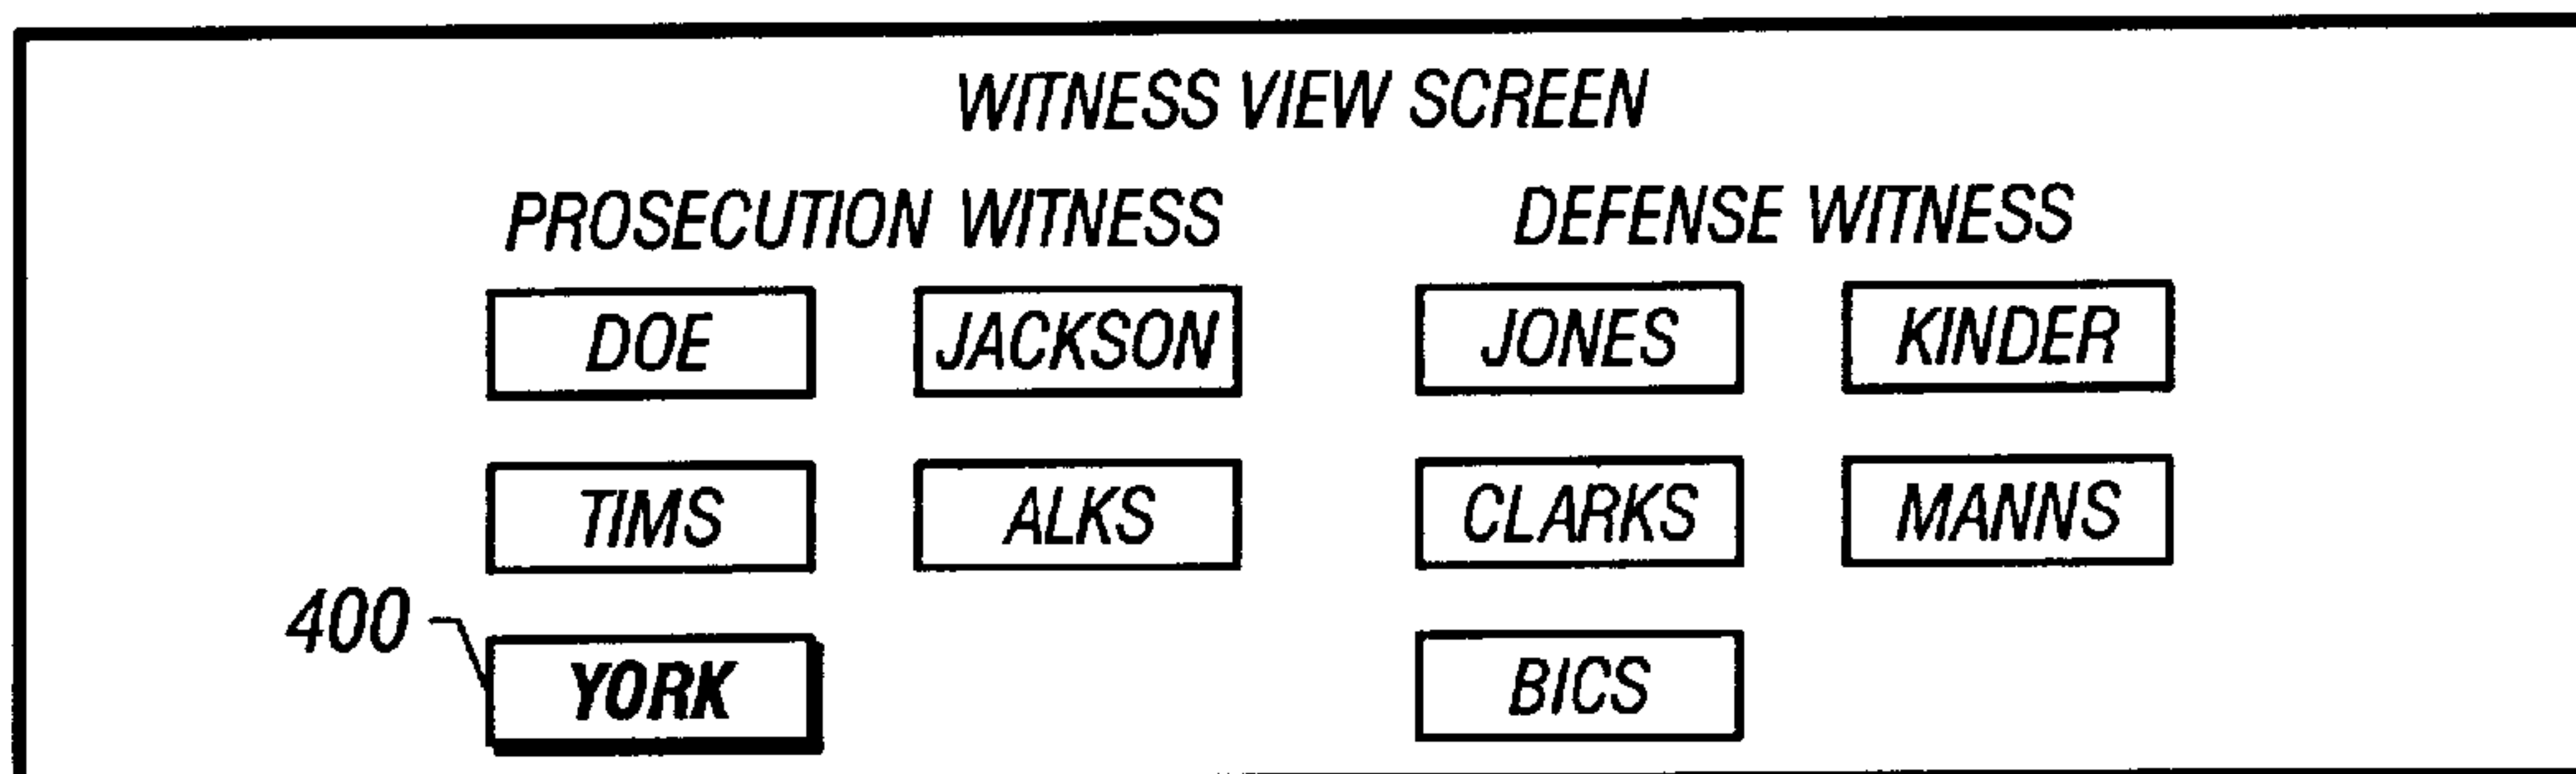 WITNESS VIEW SCREEN
PROSECUTION WITNESS DEFENSE WITNESS
DOE JACKSON JONES KINDER
TIMS ALKS CLARKS MANNS
400
YORK BICS